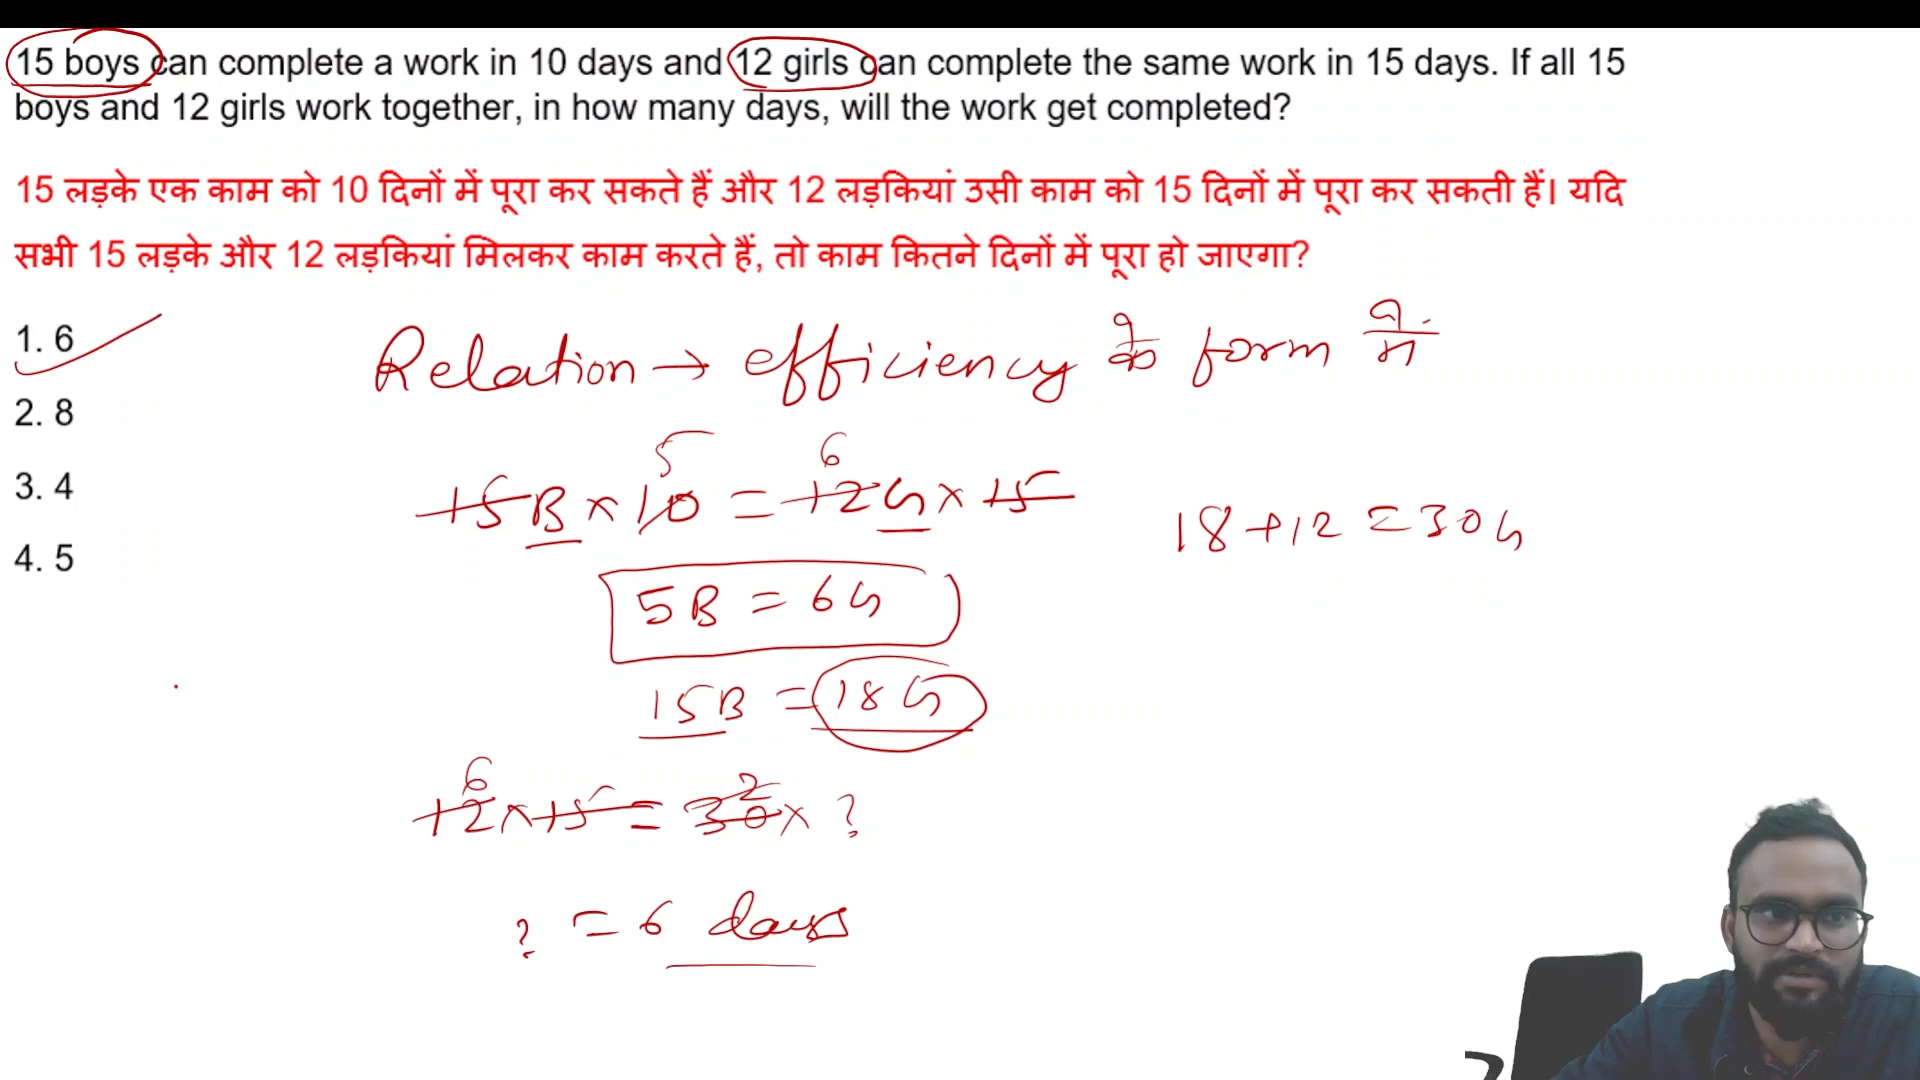 15 boys can complete a work in 10 days and 12 girls can complete the same work in 15 days. If all 15
boys and 12 girls work together, in how many days, will the work get completed?
15 लड़के एक काम को 10 दिनों में पूरा कर सकते हैं और 12 लड़कियां उसी काम को 15 दिनों में पूरा कर सकती हैं। यदि
सभी 15 लड़के और 12 लड़कियां मिलकर काम करते हैं, तो काम कितने दिनों में पूरा हो जाएगा?
1. 6
2. 8
3. 4
4. 5
Relation → efficiency के form में
5 6
15B × 10 = 12G × 15
18 + 12 = 30G
5B = 6G
15B = 18G
6 2
12 × 15 = 30 × ?
? = 6 days